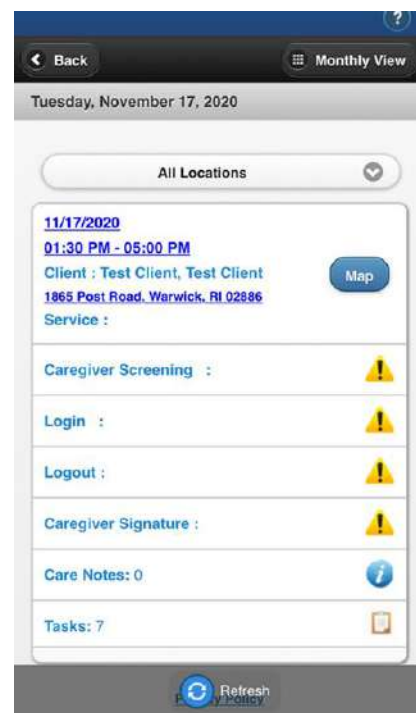 ?
Back
Monthly View
Tuesday, November 17, 2020
All Locations
11/17/2020
01:30 PM - 05:00 PM
Client : Test Client, Test Client
Map
1865 Post Road, Warwick, RI 02886
Service :
Caregiver Screening :
Login :
Logout :
Caregiver Signature :
Care Notes: 0
Tasks: 7
Refresh
Policy